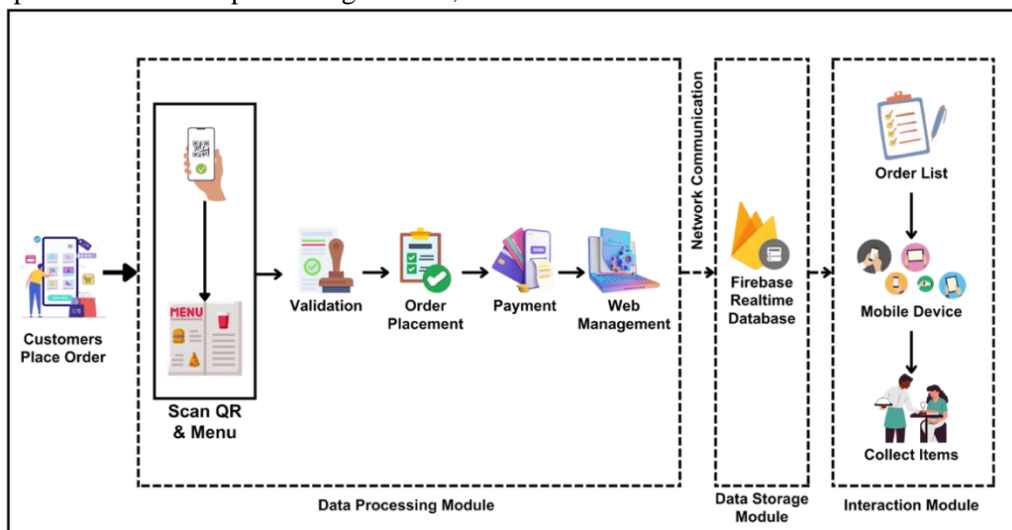 Customers
Place Order
MENU
Scan QR
& Menu
Validation
Order
Placement
Payment
Web
Management
Data Processing Module
Network Communication
Firebase
Realtime
Database
Data Storage
Module
Order List
Mobile Device
Collect Items
Interaction Module